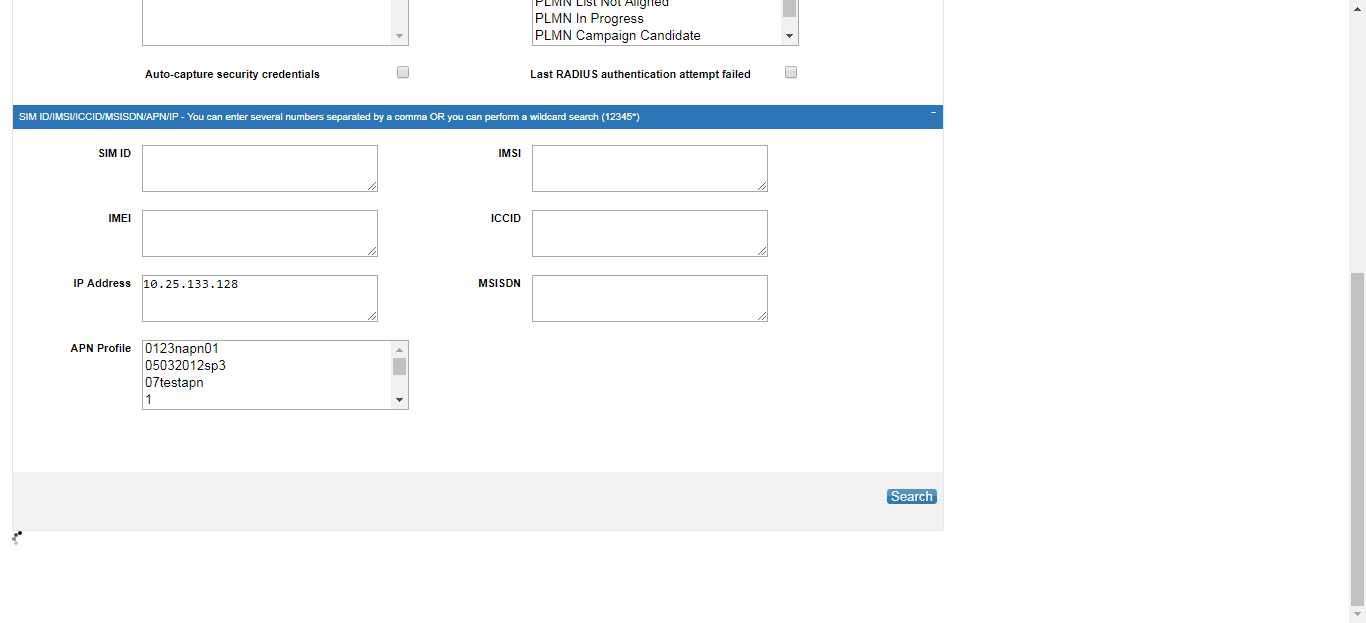 PLMN List Not Aligned
PLMN In Progress
PLMN Campaign Candidate
Auto-capture security credentials
Last RADIUS authentication attempt failed
SIM ID/IMSI/ICCID/MSISDN/APN/IP - You can enter several numbers separated by a comma OR you can perform a wildcard search (12345*)
SIM ID
IMSI
IMEI
ICCID
IP Address
10.25.133.128
MSISDN
APN Profile
0123napn01
05032012sp3
07testapn
1
Search